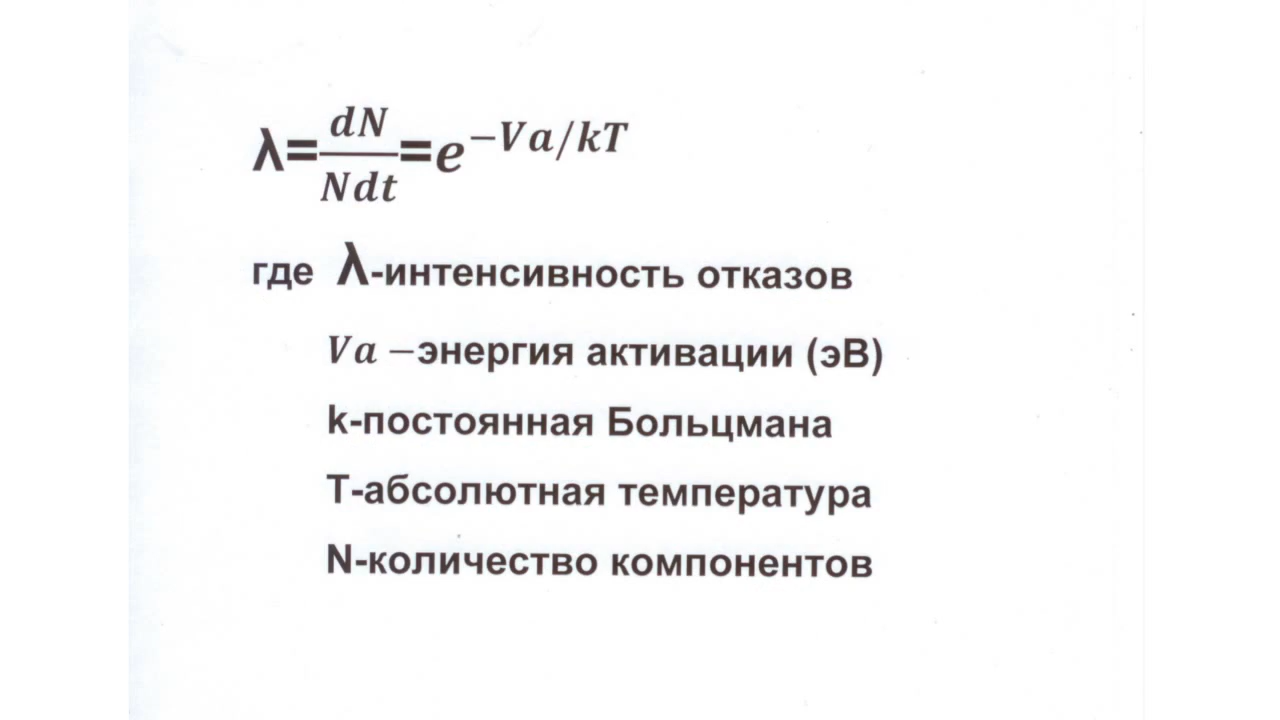 λ=dN/Ndt=e^−Va/kT
где λ-интенсивность отказов
Va −энергия активации (эВ)
k-постоянная Больцмана
Т-абсолютная температура
N-количество компонентов